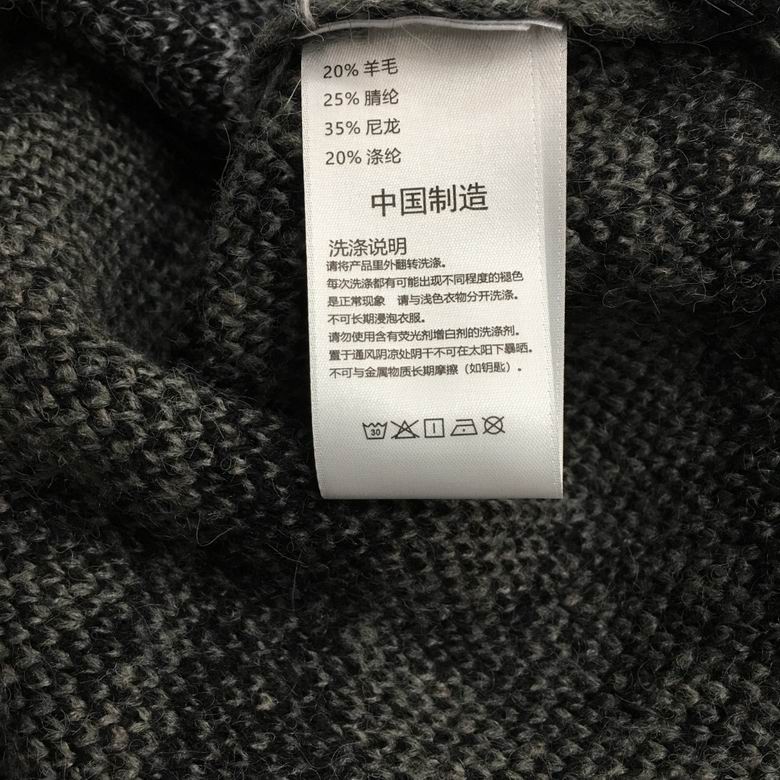 20% 羊毛
25% 腈纶
35% 尼龙
20% 涤纶
中国制造
洗涤说明
请将产品里外翻转洗涤。
每次洗涤都有可能出现不同程度的褪色
是正常现象 请与浅色衣物分开洗涤。
不可长期浸泡衣服。
请勿使用含有荧光剂增白剂的洗涤剂。
置于通风阴凉处阴干不可在太阳下暴晒。
不可与金属物质长期摩擦（如钥匙）。
30